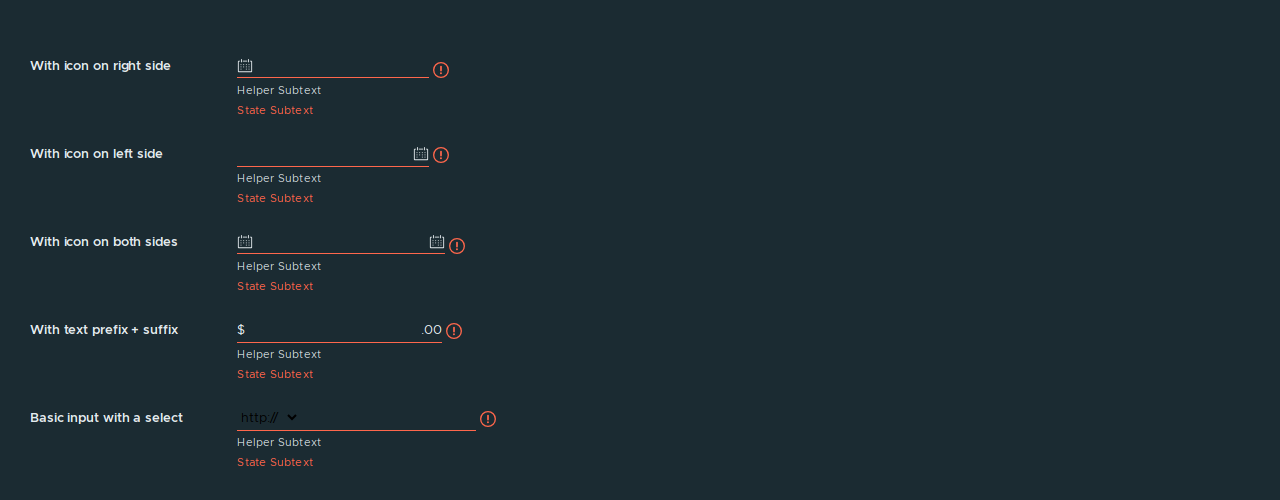 With icon on right side
Helper Subtext
State Subtext
With icon on left side
Helper Subtext
State Subtext
With icon on both sides
Helper Subtext
State Subtext
With text prefix + suffix
$ .00
Helper Subtext
State Subtext
Basic input with a select
http://
Helper Subtext
State Subtext